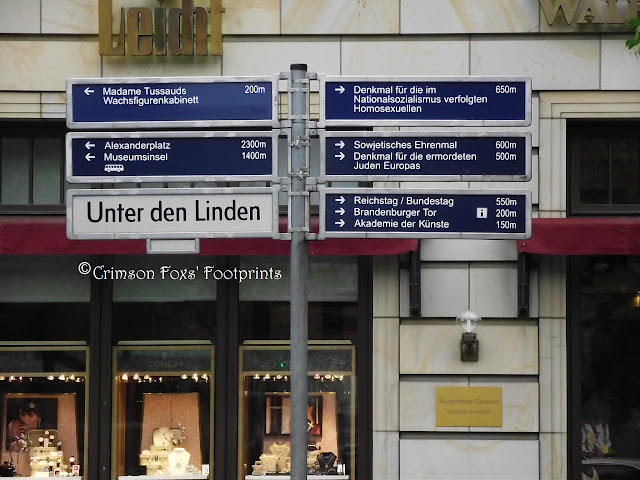 Leidt
← Madame Tussauds 200m
Wachsfigurenkabinett
← Alexanderplatz 2300m
← Museumsinsel 1400m
Unter den Linden
→ Denkmal für die im 650m
Nationalsozialismus verfolgten
Homosexuellen
→ Sowjetisches Ehrenmal 600m
→ Denkmal für die ermordeten 500m
Juden Europas
→ Reichstag / Bundestag 550m
→ Brandenburger Tor i 200m
→ Akademie der Künste 150m
©Crimson Foxs' Footprints